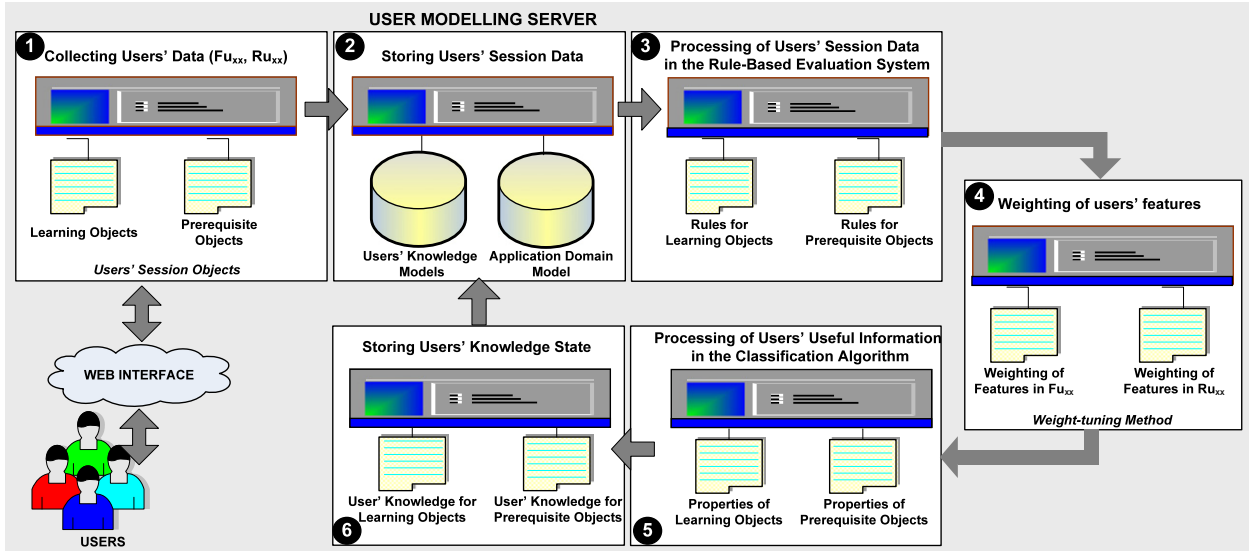 USER MODELLING SERVER
1
Collecting Users' Data (Fuxx, Ruxx)
Learning Objects
Prerequisite
Objects
Users' Session Objects
2
Storing Users' Session Data
Users' Knowledge
Models
Application Domain
Model
3
Processing of Users' Session Data
in the Rule-Based Evaluation System
Rules for
Learning Objects
Rules for
Prerequisite Objects
4
Weighting of users' features
Weighting of
Features in Fuxx
Weighting of
Features in Ruxx
Weight-tuning Method
Processing of Users' Useful Information
in the Classification Algorithm
Properties of
Learning Objects
Properties of
Prerequisite Objects
5
Storing Users' Knowledge State
User' Knowledge for
Learning Objects
User' Knowledge for
Prerequisite Objects
6
WEB INTERFACE
USERS